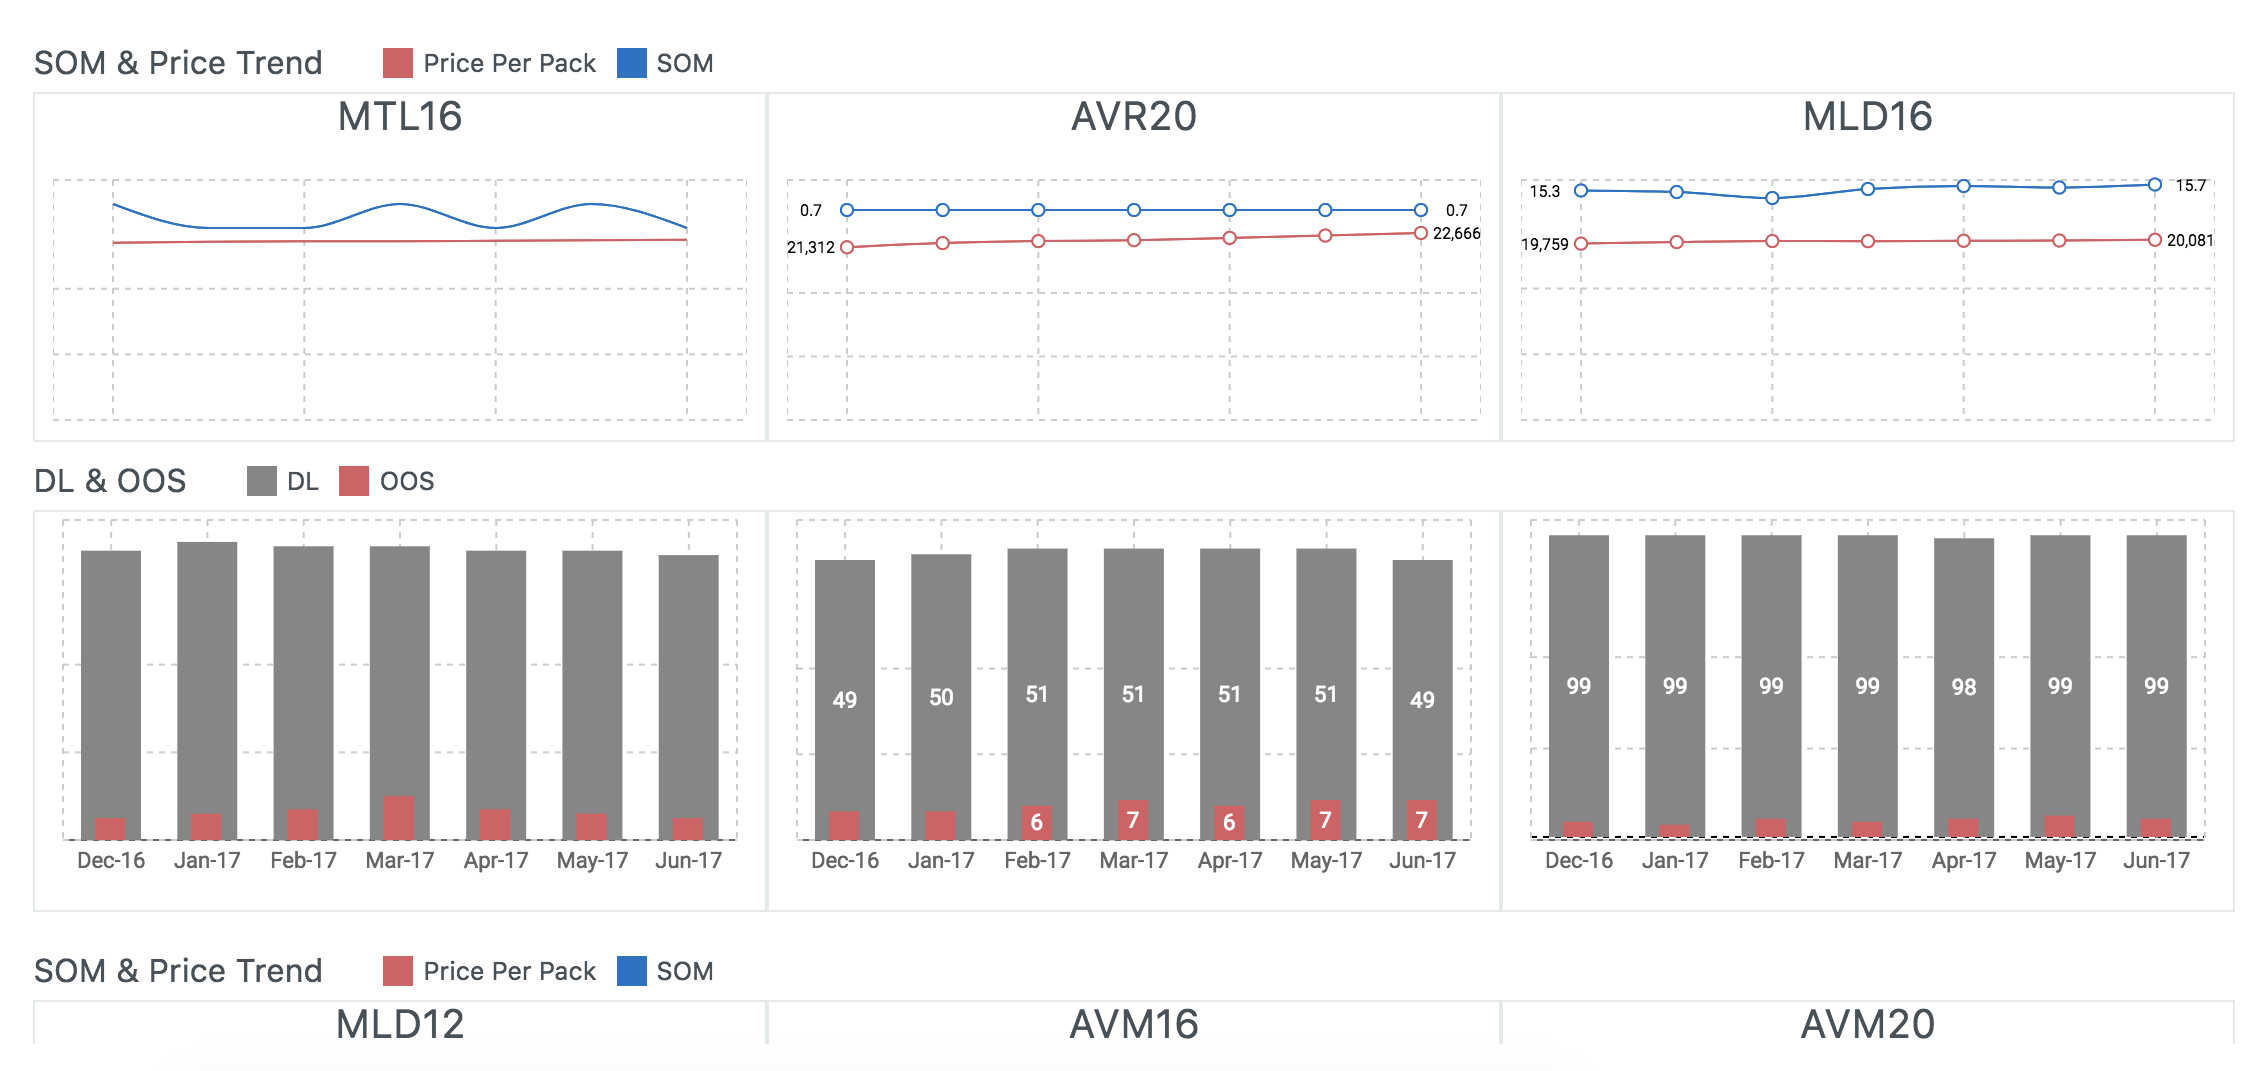 SOM & Price Trend Price Per Pack SOM
MTL16 AVR20 MLD16
0.7 0.7
21,312 22,666
15.3 15.7
19,759 20,081
DL & OOS DL OOS
49 50 51 51 51 51 49
6 7 6 7 7
99 99 99 99 98 99 99
Dec-16 Jan-17 Feb-17 Mar-17 Apr-17 May-17 Jun-17
Dec-16 Jan-17 Feb-17 Mar-17 Apr-17 May-17 Jun-17
Dec-16 Jan-17 Feb-17 Mar-17 Apr-17 May-17 Jun-17
SOM & Price Trend Price Per Pack SOM
MLD12 AVM16 AVM20